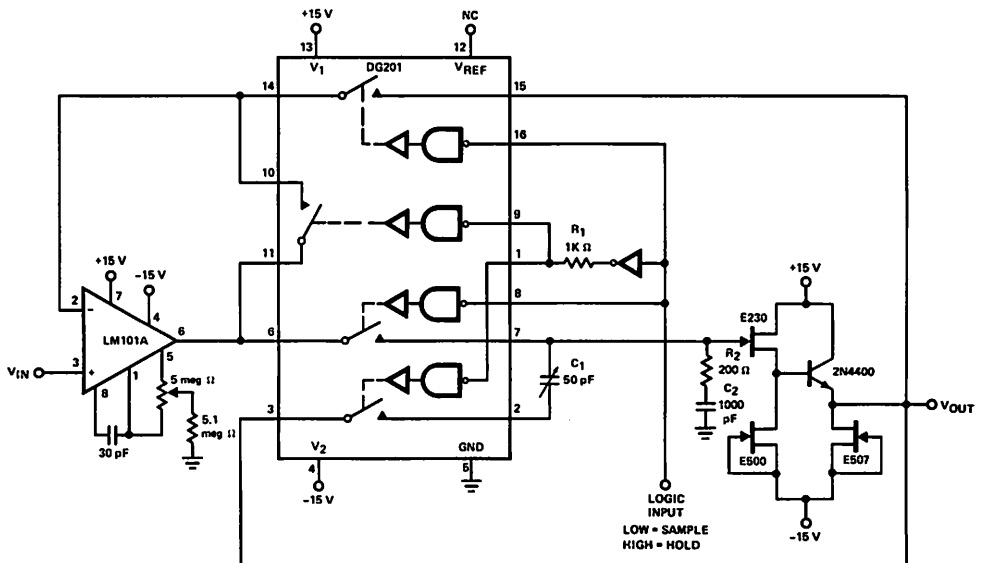 +15 V
NC
13
12
V1
DG201
VREF
14
15
16
10
9
R1
1K Ω
1
11
+15 V
-15 V
8
+15 V
2
7
4
E230
-
LM101A
6
6
7
R2
200 Ω
2N4400
C1
50 pF
VIN
3
+
5
1
8
5 meg Ω
C2
1000
pF
VOUT
3
2
5.1
meg Ω
30 pF
V2
GND
E500
E507
4
5
-15 V
LOGIC
INPUT
LOW = SAMPLE
HIGH = HOLD
-15 V